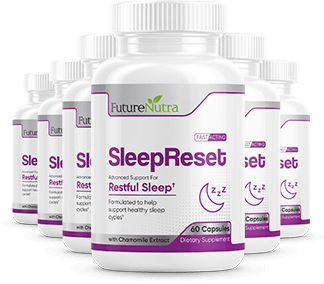 FutureNutra
FAST ACTING
SleepReset
Advanced Support For
Restful Sleep†
Formulated to help
support healthy sleep
cycles†
z z z
60 Capsules
with Chamomile Extract
Dietary Supplement